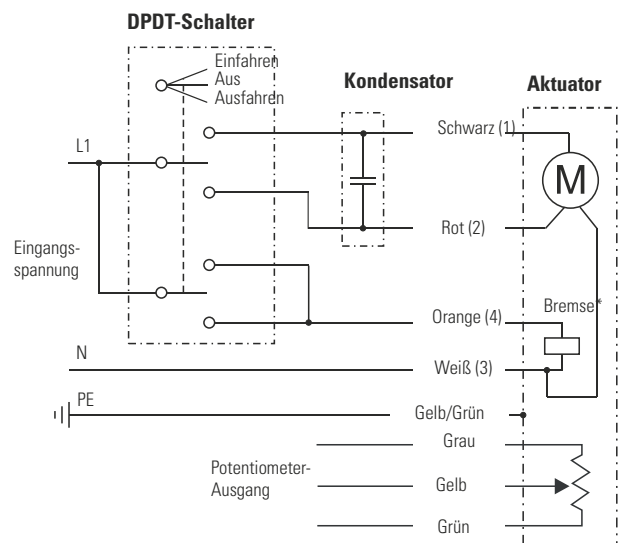 DPDT-Schalter
Einfahren
Aus
Ausfahren
Kondensator
Aktuator
L1
Schwarz (1)
M
Rot (2)
Eingangs-
spannung
Orange (4)
Bremse*
N
Weiß (3)
PE
Gelb/Grün
Grau
Potentiometer-
Ausgang
Gelb
Grün